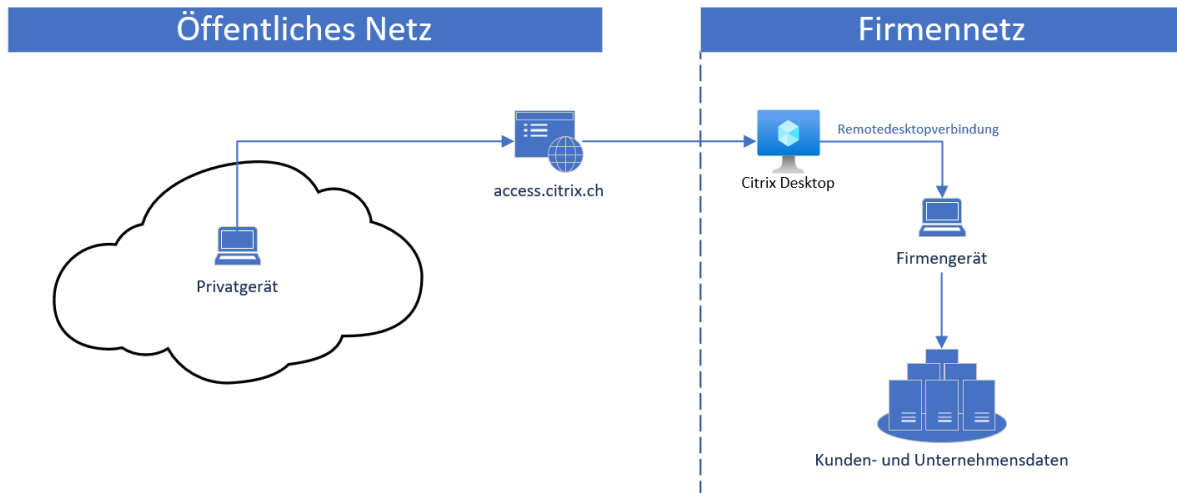 Öffentliches Netz
Firmennetz
Remotedesktopverbindung
access.citrix.ch
Citrix Desktop
Privatgerät
Firmengerät
Kunden- und Unternehmensdaten